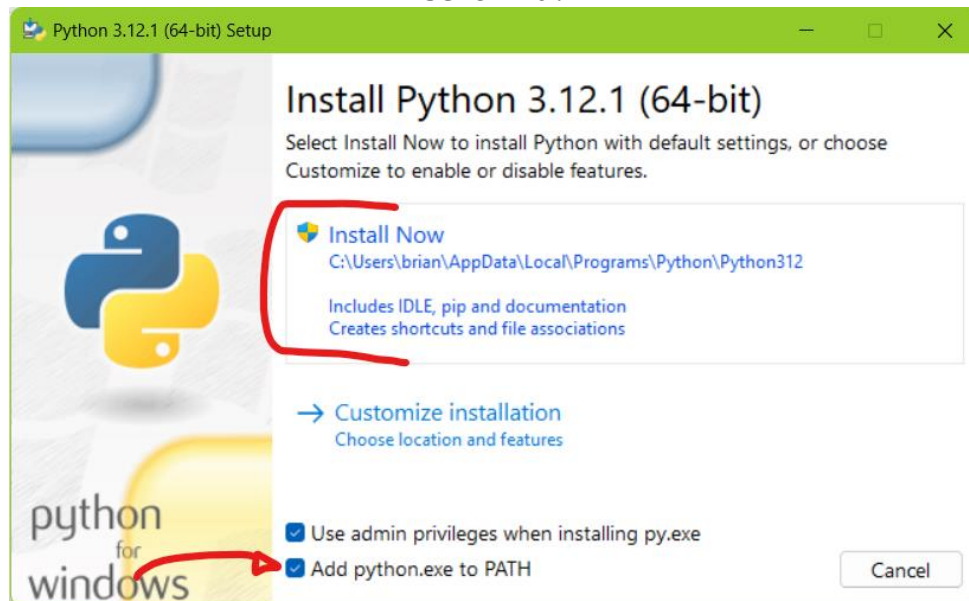 Python 3.12.1 (64-bit) Setup
Install Python 3.12.1 (64-bit)
Select Install Now to install Python with default settings, or choose
Customize to enable or disable features.
Install Now
C:\Users\brian\AppData\Local\Programs\Python\Python312
Includes IDLE, pip and documentation
Creates shortcuts and file associations
Customize installation
Choose location and features
python
for
windows
Use admin privileges when installing py.exe
Add python.exe to PATH
Cancel